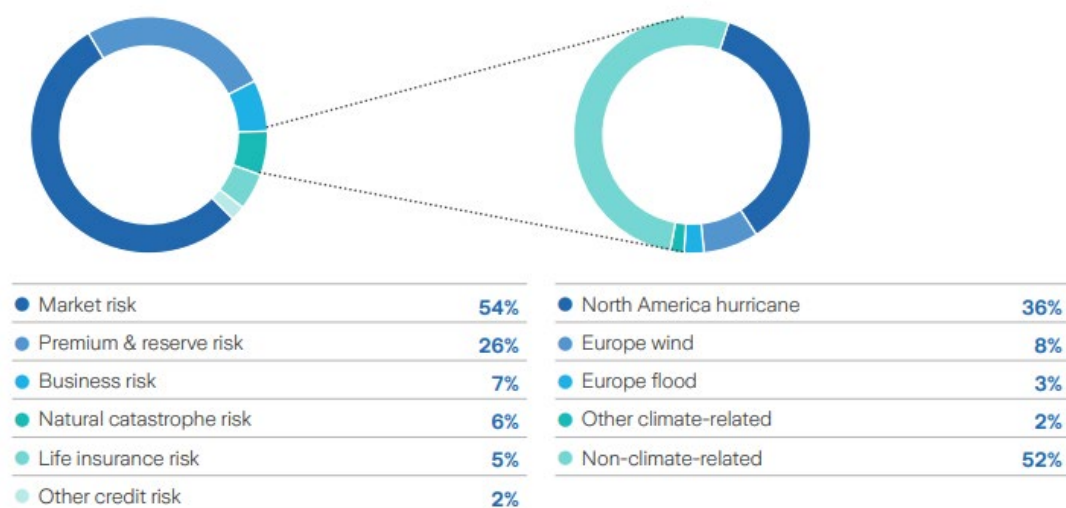 Market risk 54%
Premium & reserve risk 26%
Business risk 7%
Natural catastrophe risk 6%
Life insurance risk 5%
Other credit risk 2%
North America hurricane 36%
Europe wind 8%
Europe flood 3%
Other climate-related 2%
Non-climate-related 52%